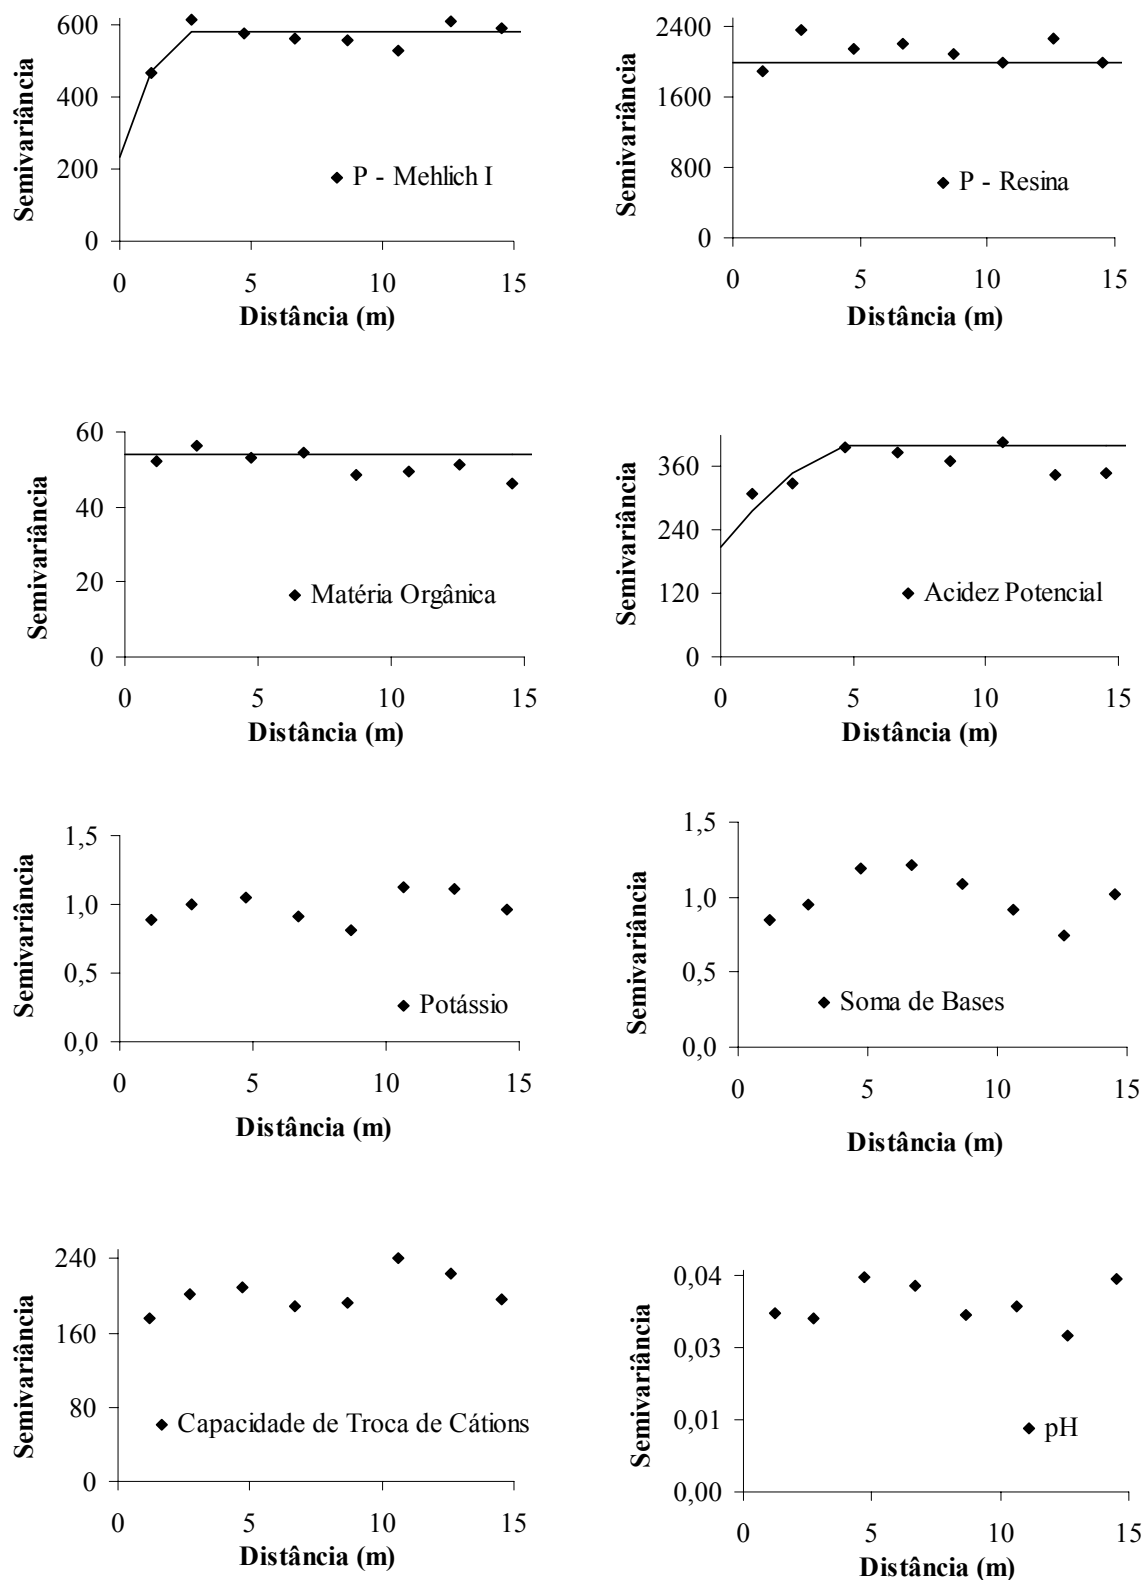 Semivariância
600
400
200
0
P - Mehlich I
0 5 10 15
Distância (m)
Semivariância
2400
1600
800
0
P - Resina
0 5 10 15
Distância (m)
Semivariância
60
40
20
0
Matéria Orgânica
0 5 10 15
Distância (m)
Semivariância
360
240
120
0
Acidez Potencial
0 5 10 15
Distância (m)
Semivariância
1,5
1,0
0,5
0,0
Potássio
0 5 10 15
Distância (m)
Semivariância
1,5
1,0
0,5
0,0
Soma de Bases
0 5 10 15
Distância (m)
Semivariância
240
160
80
0
Capacidade de Troca de Cátions
0 5 10 15
Distância (m)
Semivariância
0,04
0,03
0,01
0,00
pH
0 5 10 15
Distância (m)